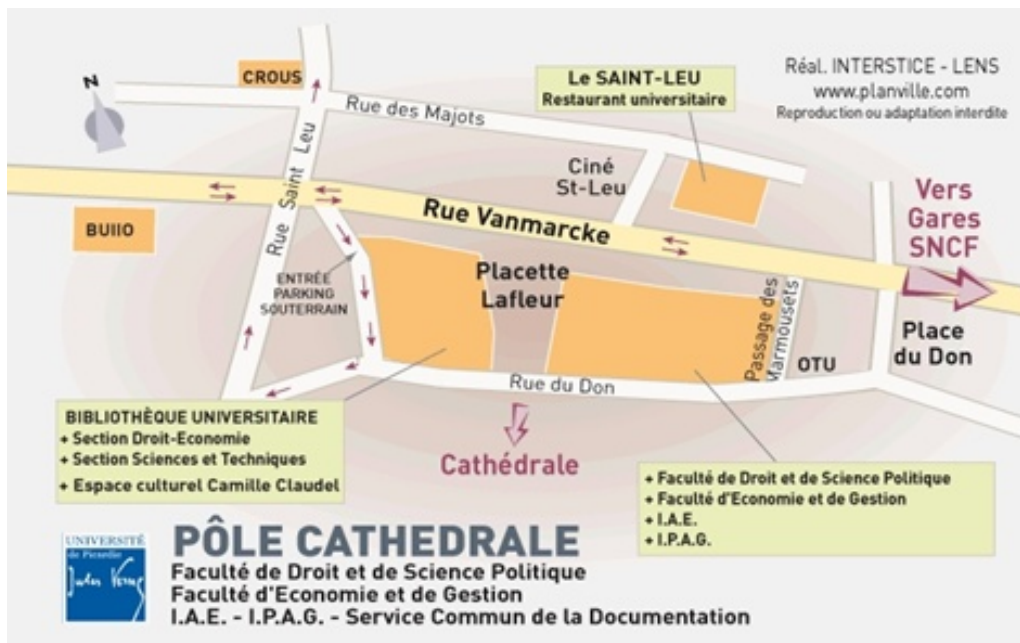 N
CROUS
Rue des Majots
Le SAINT-LEU
Restaurant universitaire
Réal. INTERSTICE - LENS
www.planville.com
Reproduction ou adaptation interdite
Ciné
St-Leu
Rue Saint Leu
Rue Vanmarcke
Vers
Gares
SNCF
BUIIO
ENTRÉE
PARKING
SOUTERRAIN
Placette
Lafleur
Passage des
Marmousets
OTU
Place
du Don
Rue du Don
BIBLIOTHÈQUE UNIVERSITAIRE
+ Section Droit-Economie
+ Section Sciences et Techniques
+ Espace culturel Camille Claudel
Cathédrale
+ Faculté de Droit et de Science Politique
+ Faculté d'Economie et de Gestion
+ I.A.E.
+ I.P.A.G.
UNIVERSITÉ
de Picardie
Jules Verne
PÔLE CATHEDRALE
Faculté de Droit et de Science Politique
Faculté d'Economie et de Gestion
I.A.E. - I.P.A.G. - Service Commun de la Documentation